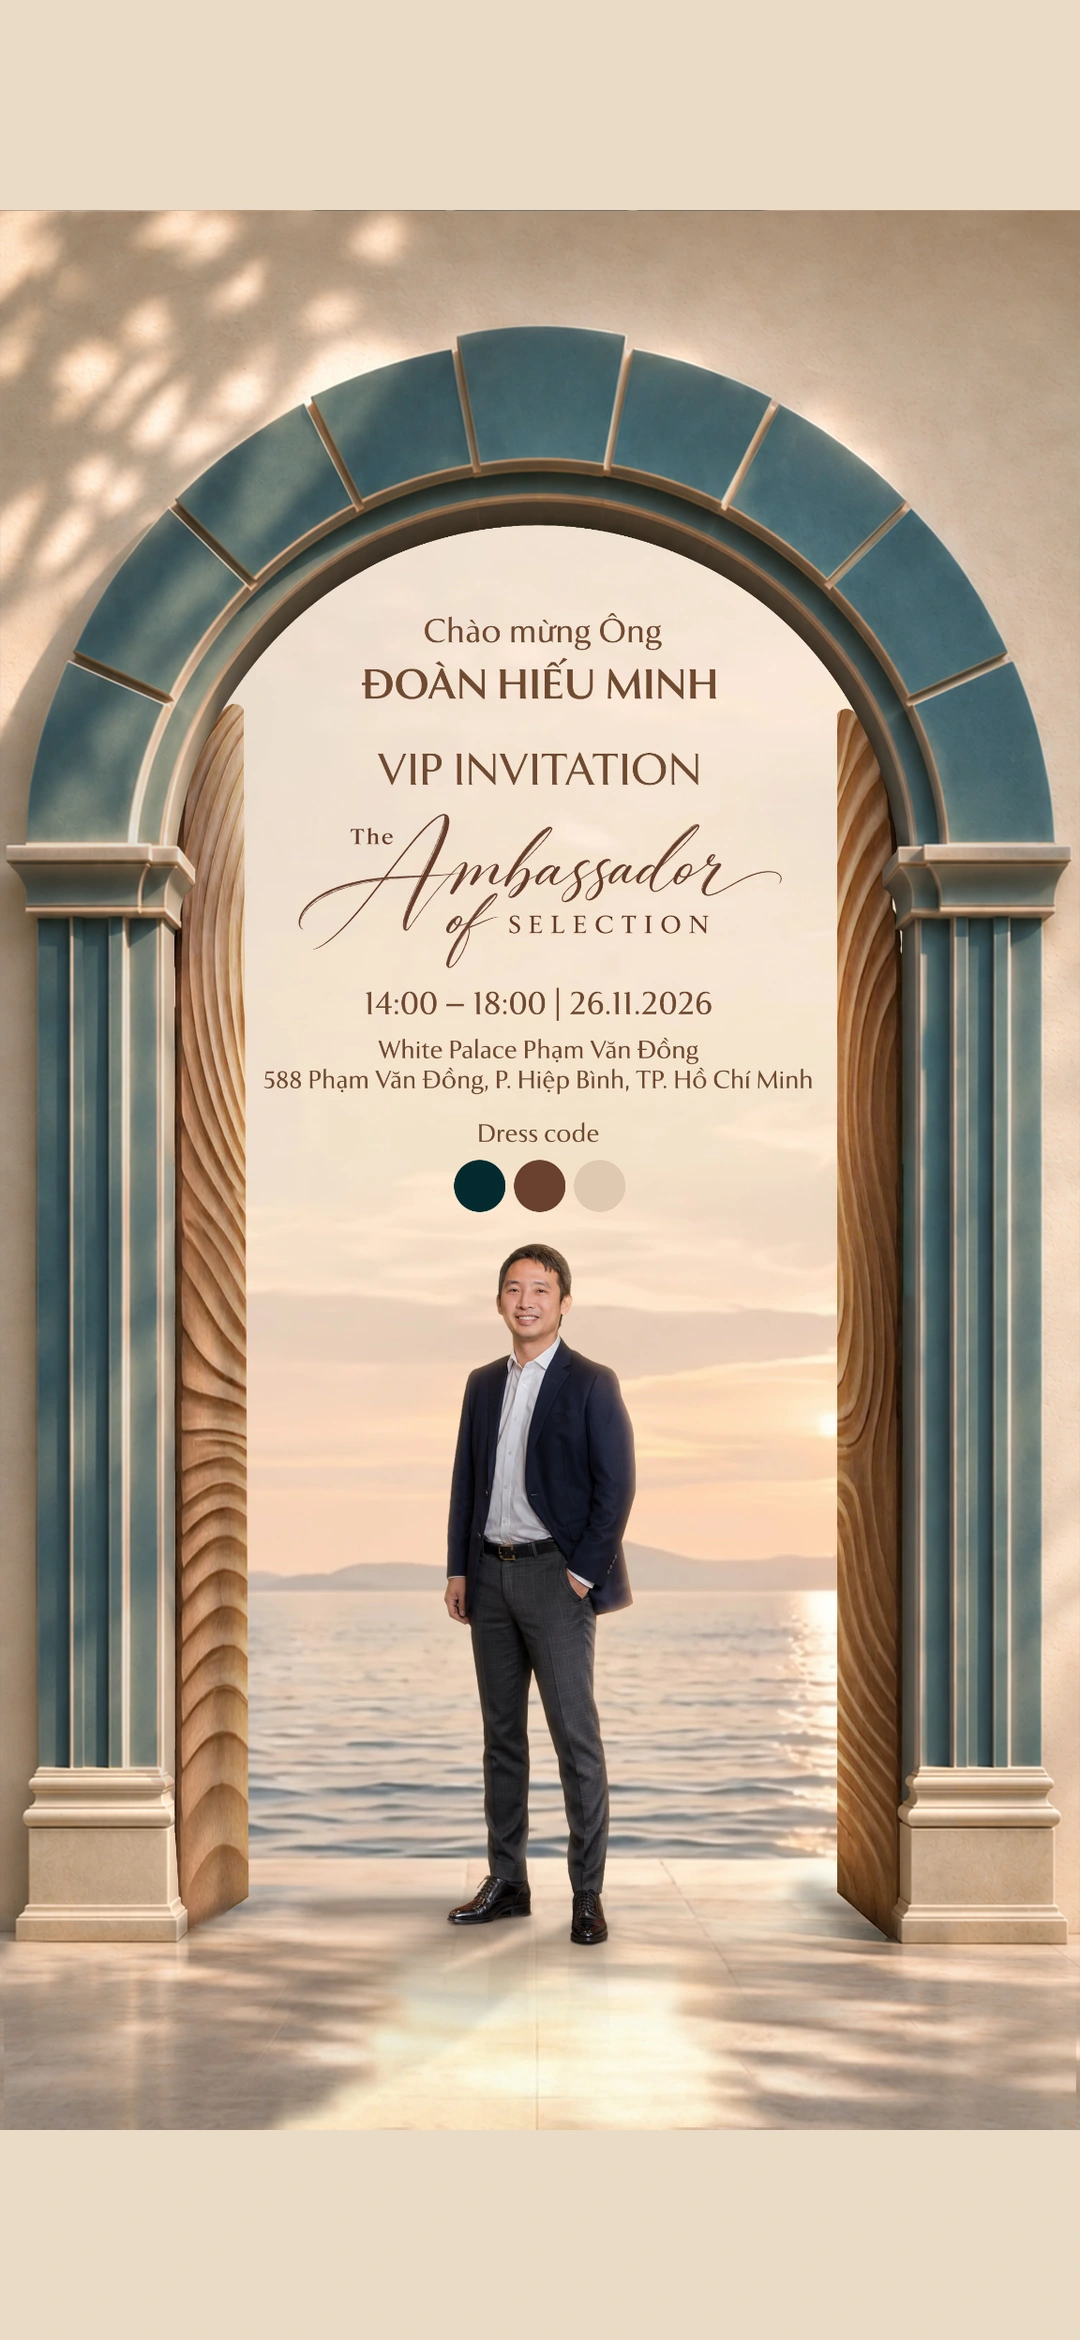 Chào mừng Ông
ĐOÀN HIẾU MINH
VIP INVITATION
The Ambassador
of SELECTION
14:00 – 18:00 | 26.11.2026
White Palace Phạm Văn Đồng
588 Phạm Văn Đồng, P. Hiệp Bình, TP. Hồ Chí Minh
Dress code